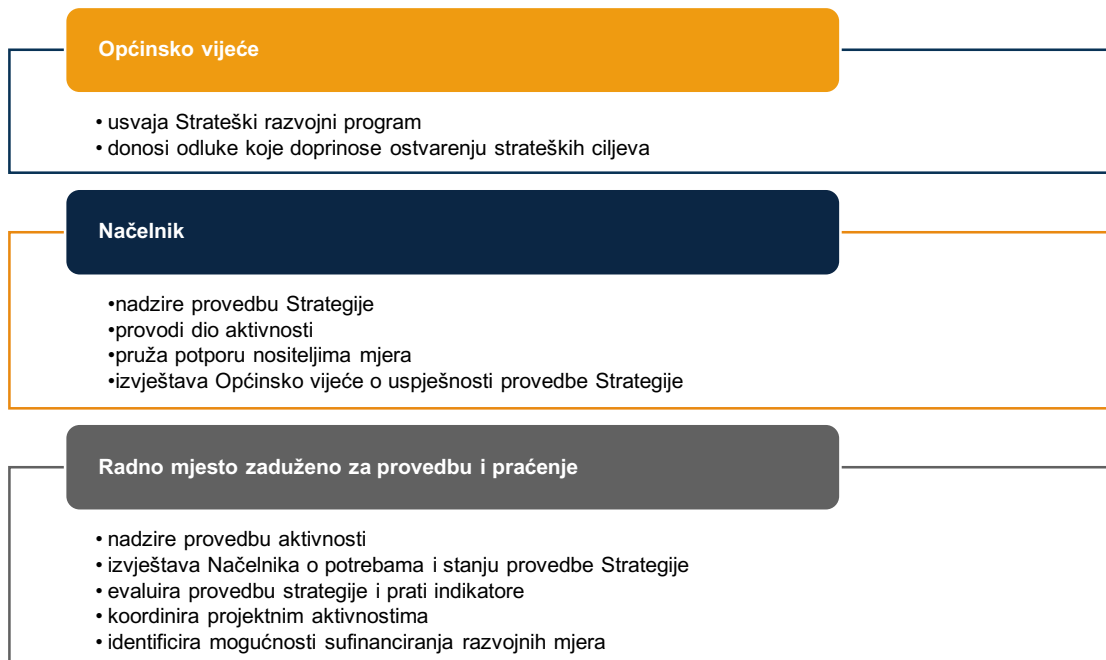 Općinsko vijeće
• usvaja Strateški razvojni program
• donosi odluke koje doprinose ostvarenju strateških ciljeva
Načelnik
•nadzire provedbu Strategije
•provodi dio aktivnosti
•pruža potporu nositeljima mjera
•izvještava Općinsko vijeće o uspješnosti provedbe Strategije
Radno mjesto zaduženo za provedbu i praćenje
• nadzire provedbu aktivnosti
• izvještava Načelnika o potrebama i stanju provedbe Strategije
• evaluira provedbu strategije i prati indikatore
• koordinira projektnim aktivnostima
• identificira mogućnosti sufinanciranja razvojnih mjera